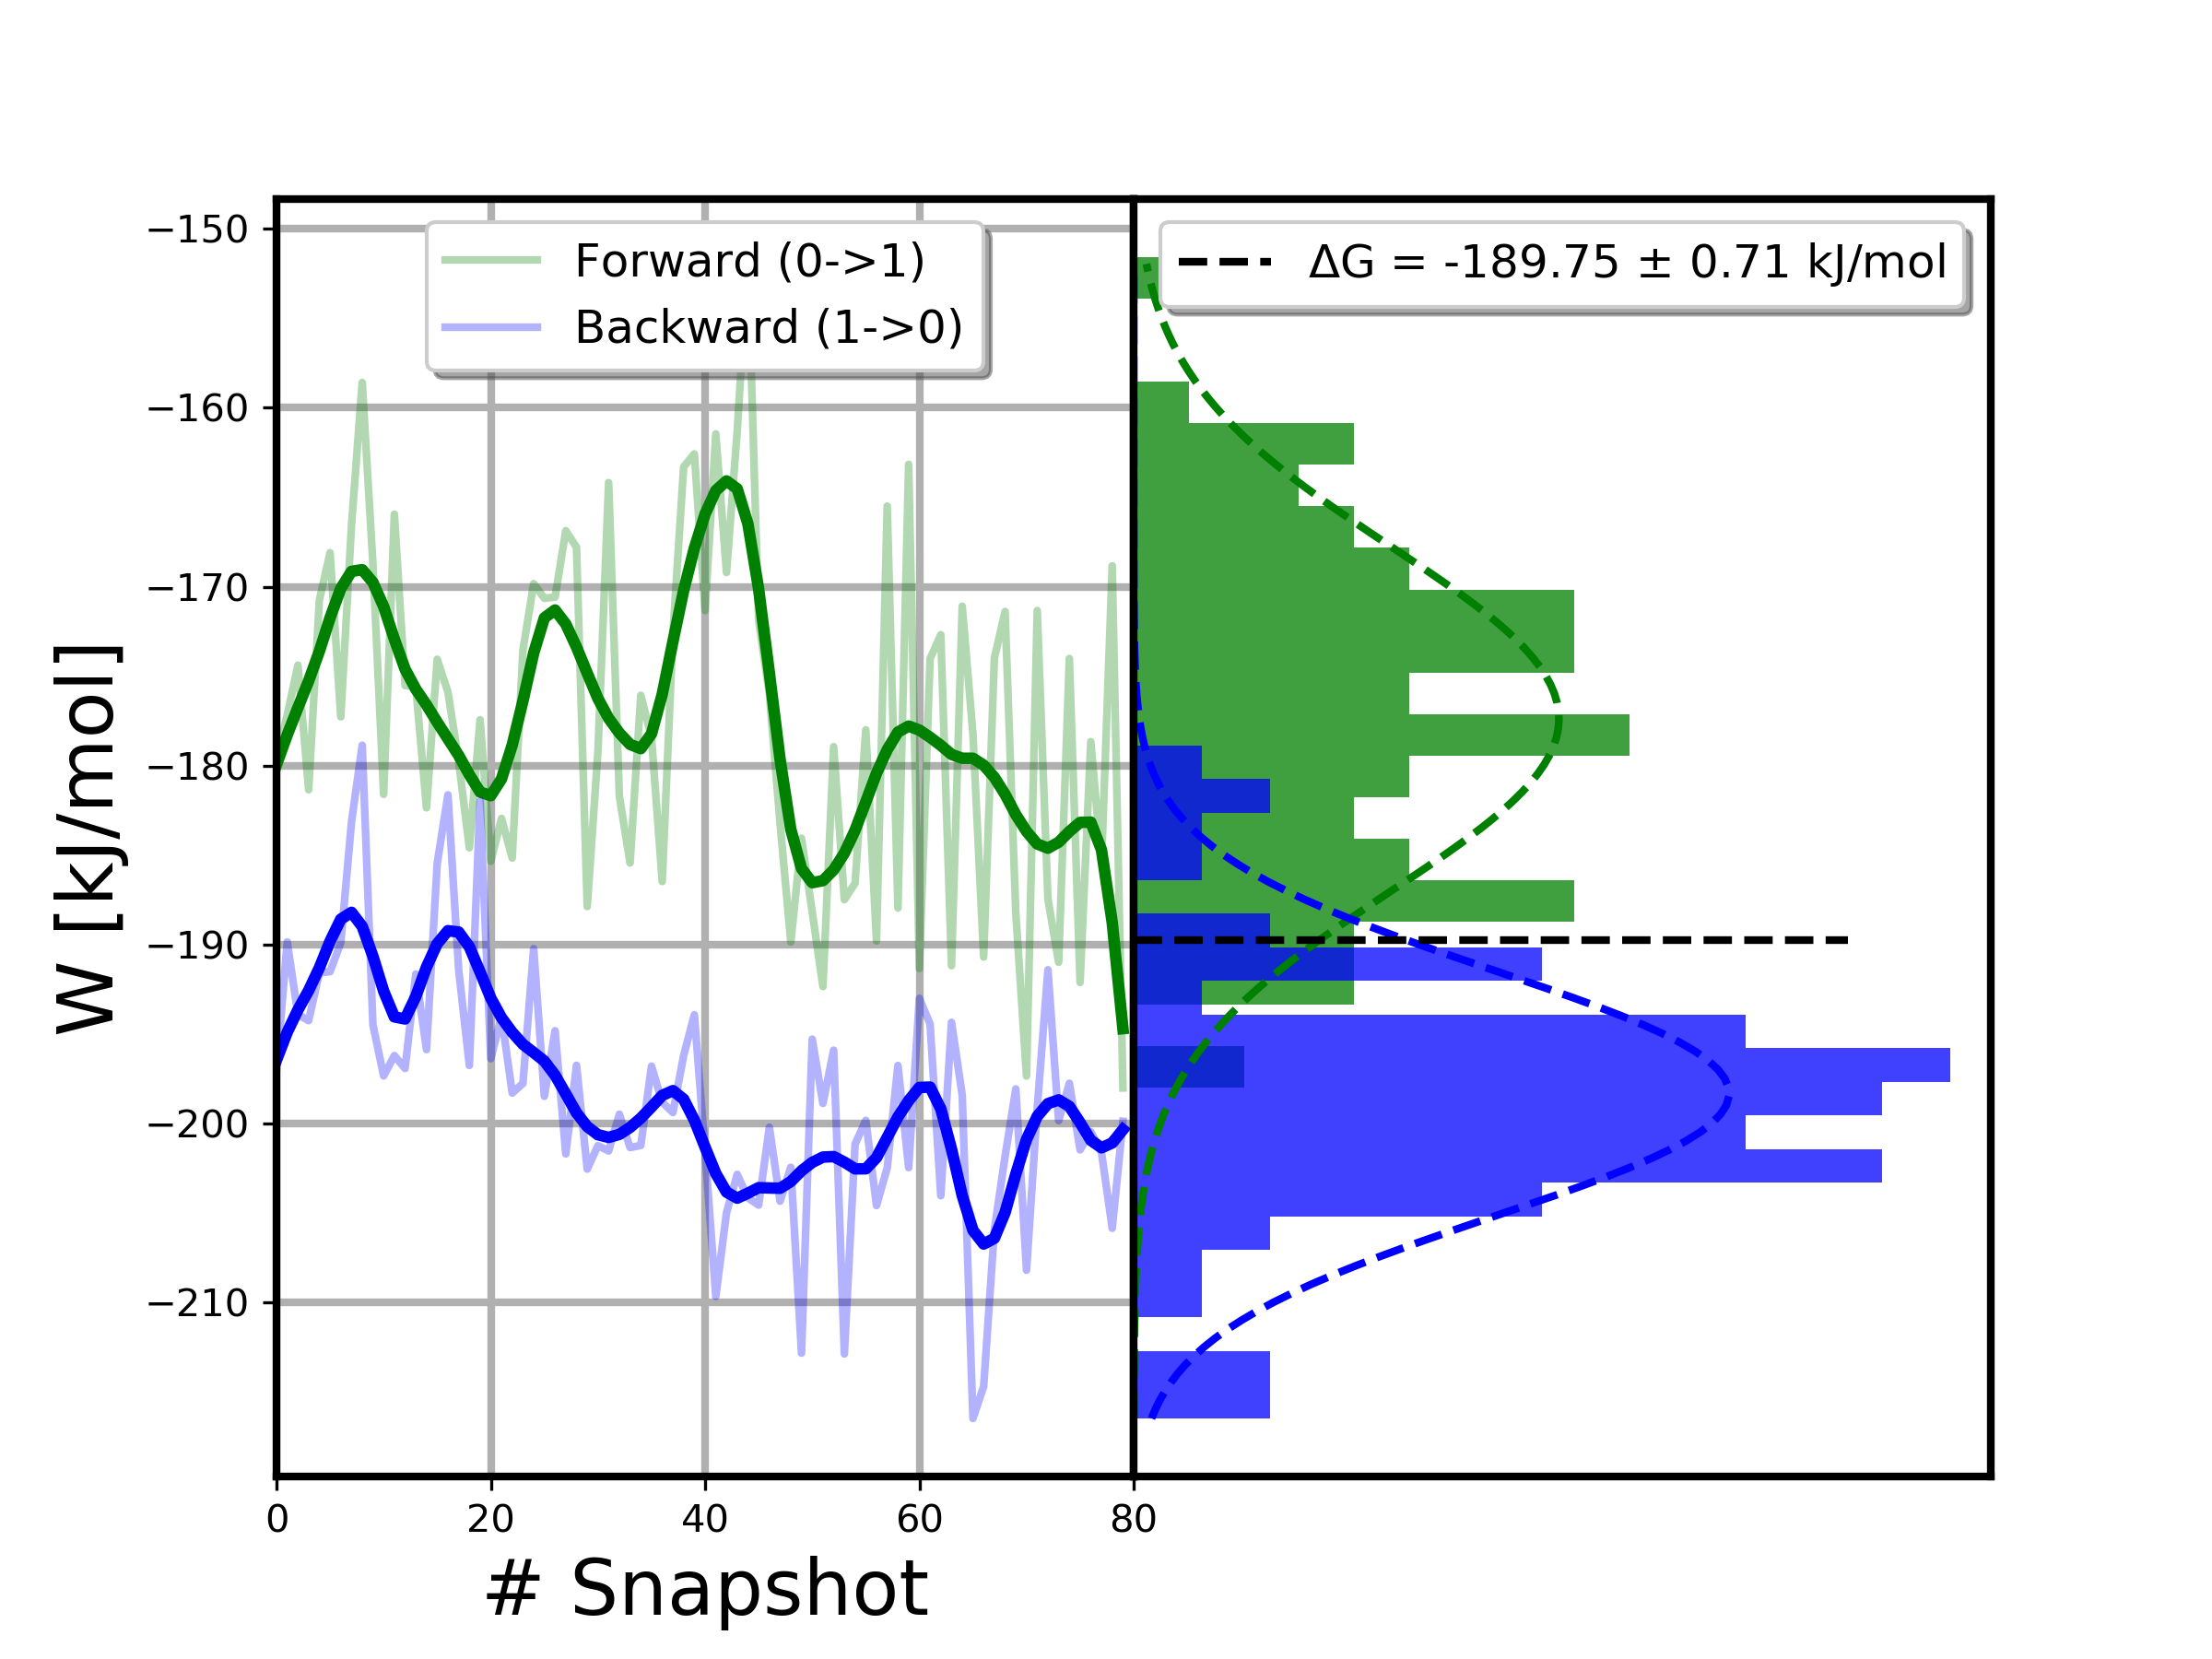 −150
−160
−170
−180
−190
−200
−210
W [kJ/mol]
Forward (0->1)
Backward (1->0)
ΔG = -189.75 ± 0.71 kJ/mol
0 20 40 60 80
# Snapshot